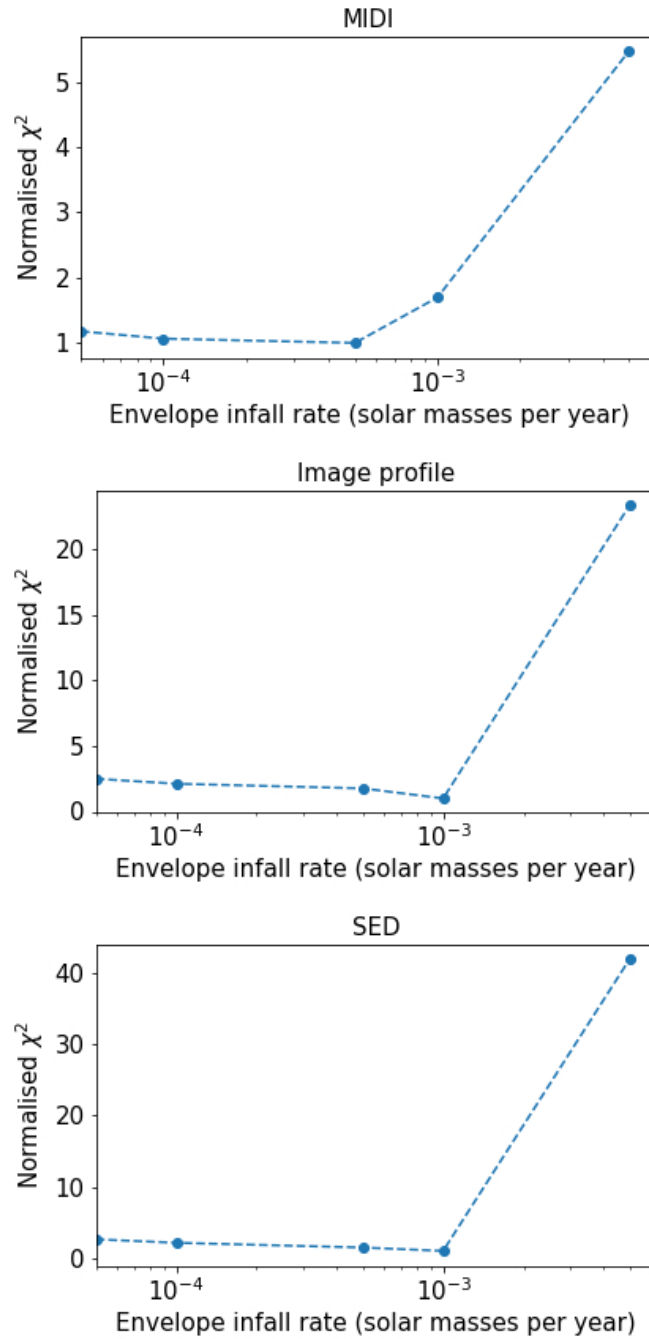 MIDI
5
4
3
2
1
Normalised χ²
10⁻⁴ 10⁻³
Envelope infall rate (solar masses per year)
Image profile
20
15
10
5
0
Normalised χ²
10⁻⁴ 10⁻³
Envelope infall rate (solar masses per year)
SED
40
30
20
10
0
Normalised χ²
10⁻⁴ 10⁻³
Envelope infall rate (solar masses per year)